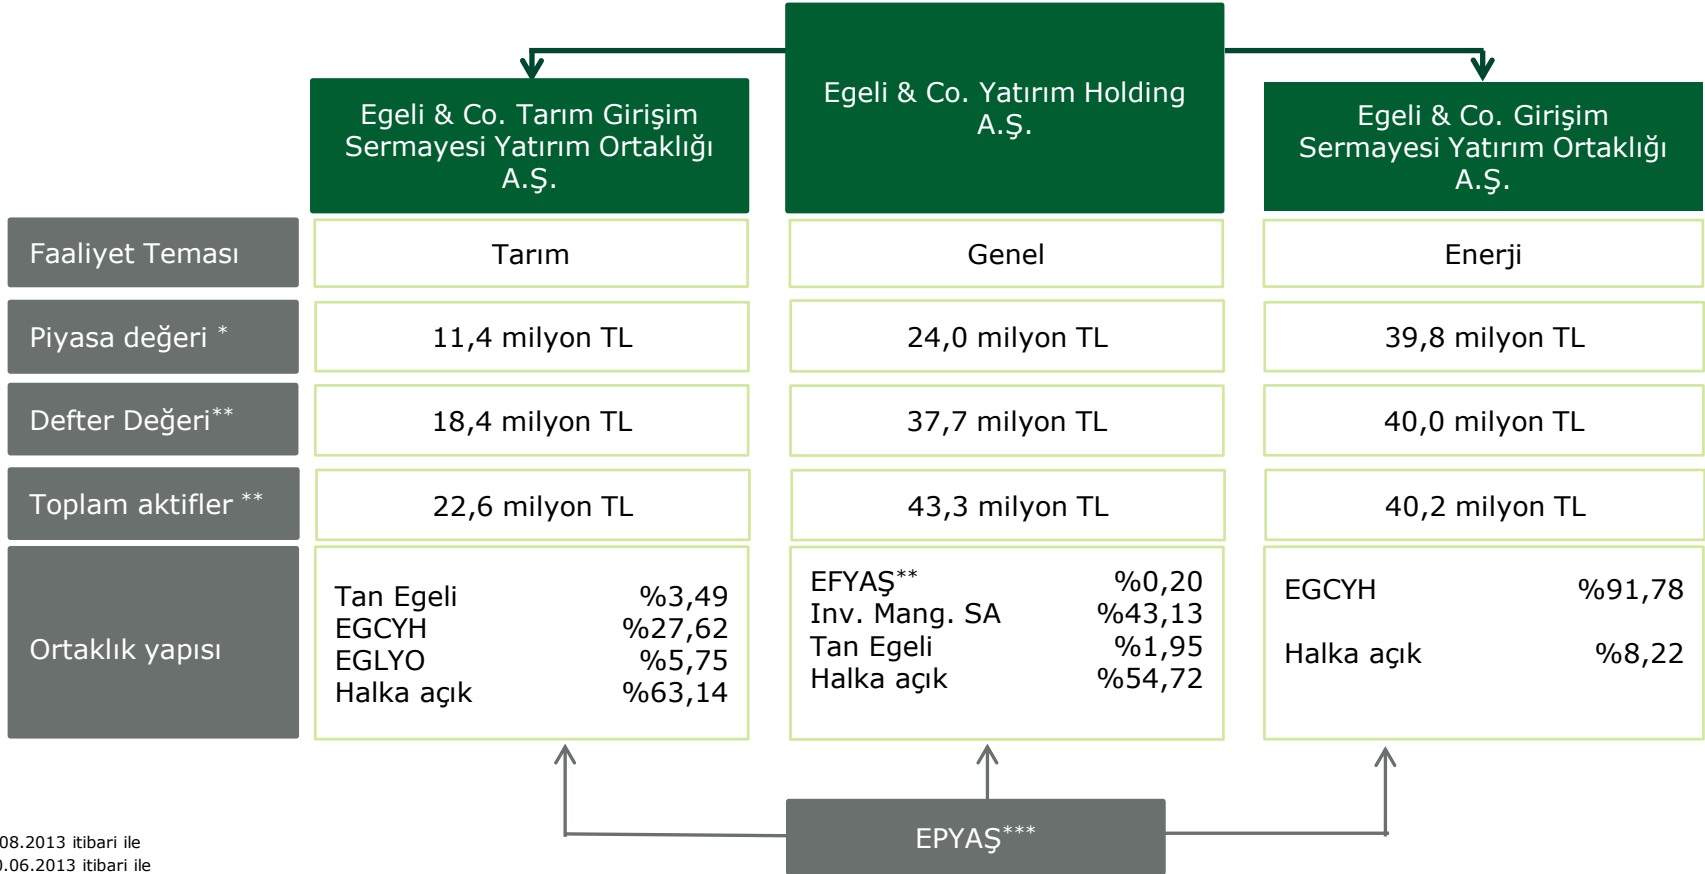 Egeli & Co. Yatırım Holding
A.Ş.
Egeli & Co. Tarım Girişim
Sermayesi Yatırım Ortaklığı
A.Ş.
Egeli & Co. Girişim
Sermayesi Yatırım Ortaklığı
A.Ş.
Faaliyet Teması
Tarım
Genel
Enerji
Piyasa değeri *
11,4 milyon TL
24,0 milyon TL
39,8 milyon TL
Defter Değeri**
18,4 milyon TL
37,7 milyon TL
40,0 milyon TL
Toplam aktifler **
22,6 milyon TL
43,3 milyon TL
40,2 milyon TL
Ortaklık yapısı
Tan Egeli %3,49
EGCYH %27,62
EGLYO %5,75
Halka açık %63,14
EFYAŞ** %0,20
Inv. Mang. SA %43,13
Tan Egeli %1,95
Halka açık %54,72
EGCYH %91,78
Halka açık %8,22
EPYAŞ***
08.2013 itibari ile
0.06.2013 itibari ile